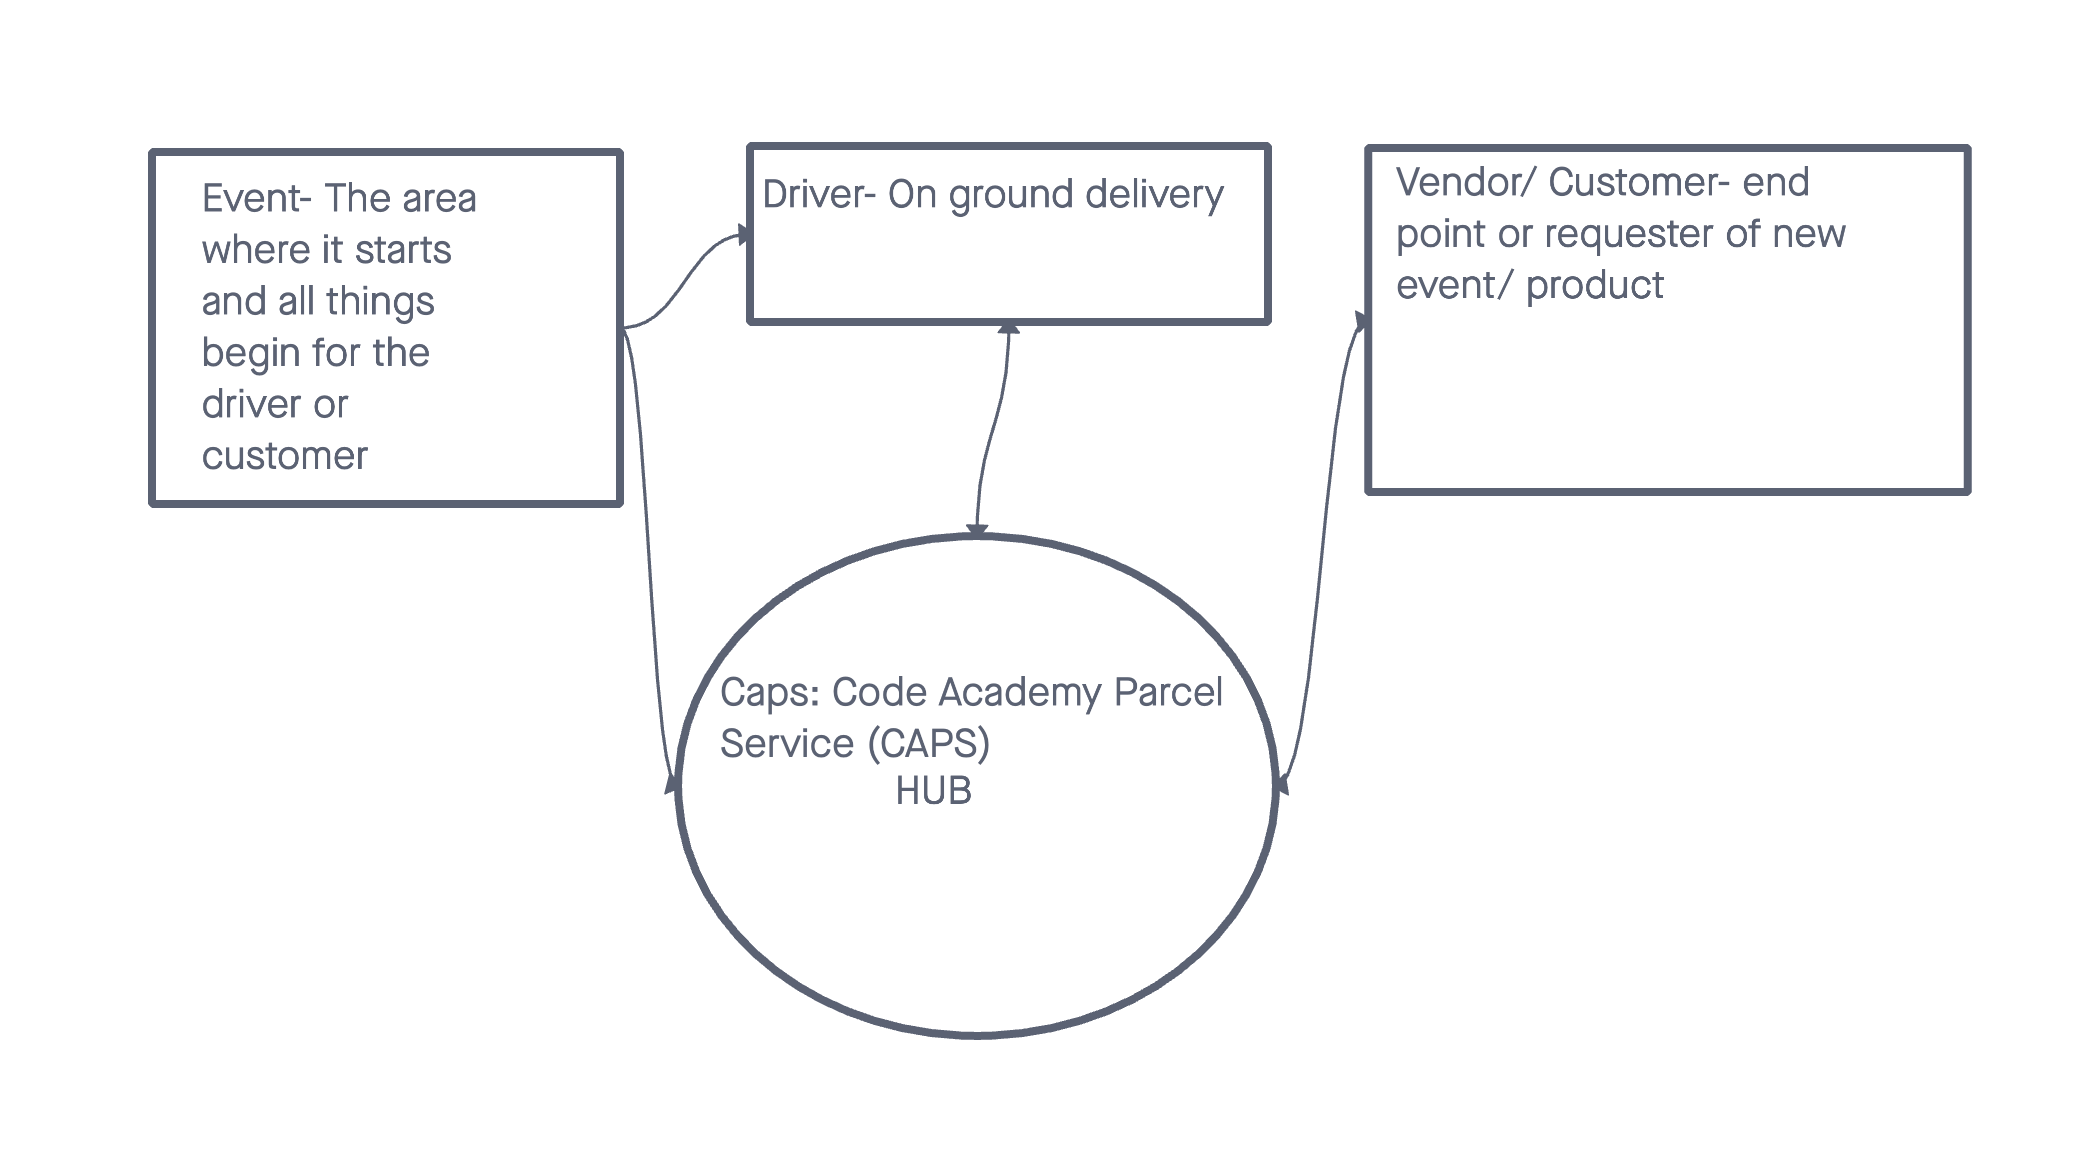 Event- The area
where it starts
and all things
begin for the
driver or
customer
Driver- On ground delivery
Vendor/ Customer- end
point or requester of new
event/ product
Caps: Code Academy Parcel
Service (CAPS)
HUB